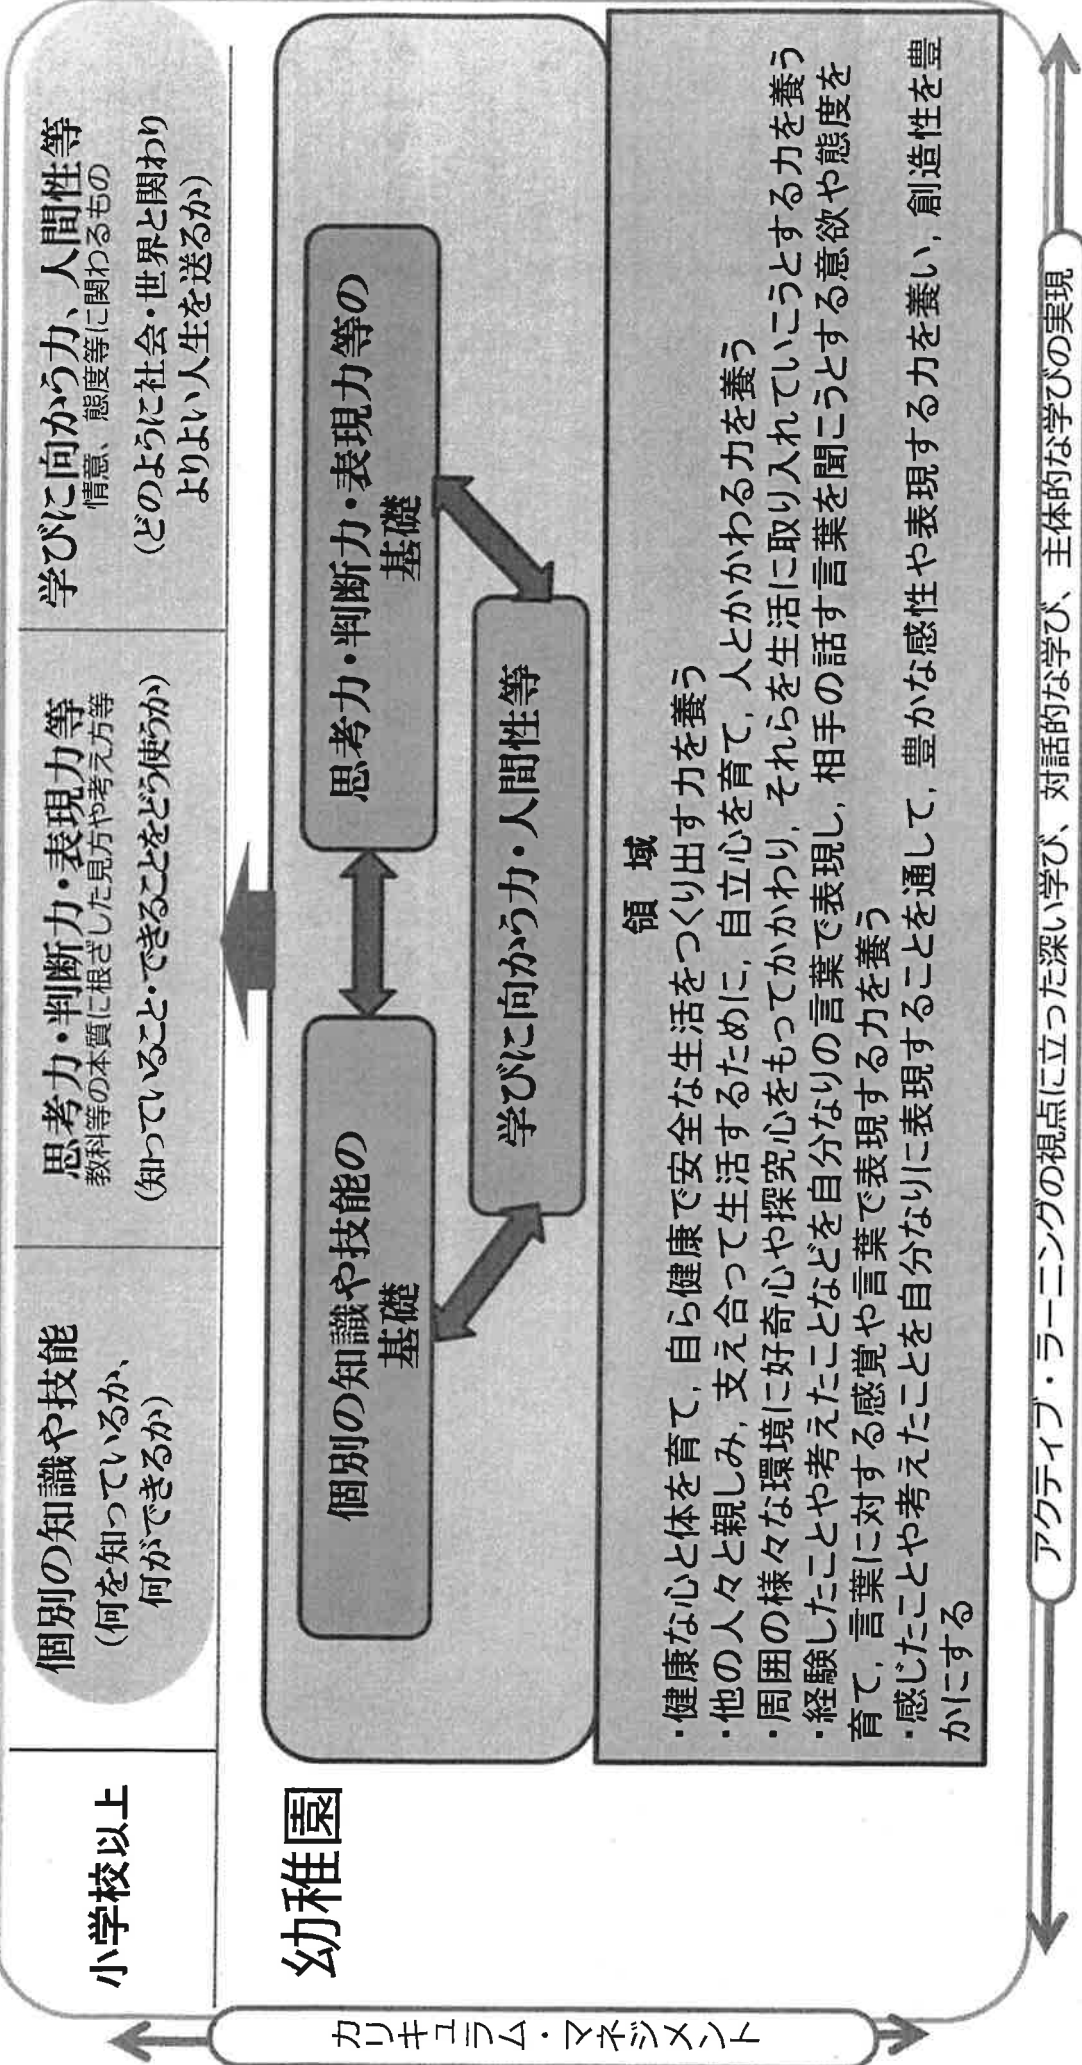 小学校以上
個別の知識や技能
(何を知っているか、
何ができるか)
思考力・判断力・表現力等
教科等の本質に根ざした見方や考え方等
(知っていること・できることをどう使うか)
学びに向かう力、人間性等
情意、態度等に関わるもの
(どのように社会・世界と関わり
よりよい人生を送るか)
幼稚園
個別の知識や技能の
基礎
思考力・判断力・表現力等の
基礎
学びに向かう力・人間性等
領 域
・健康な心と体を育て，自ら健康で安全な生活をつくり出す力を養う
・他の人々と親しみ，支え合って生活するために，自立心を育て，人とかかわる力を養う
・周囲の様々な環境に好奇心や探究心をもってかかわり，それらを生活に取り入れていこうとする力を養う
・経験したことや考えたことなどを自分なりの言葉で表現し，相手の話す言葉を聞こうとする意欲や態度を
育て，言葉に対する感覚や言葉で表現する力を養う
・感じたことや考えたことを自分なりに表現することを通して，豊かな感性や表現する力を養い，創造性を豊
かにする
カリキュラム・マネジメント
アクティブ・ラーニングの視点に立った深い学び、対話的な学び、主体的な学びの実現